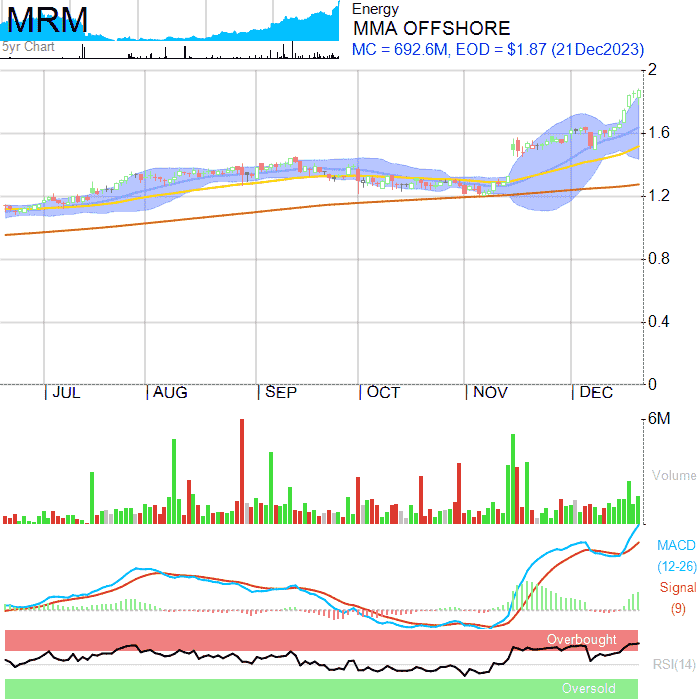 MRM
5yr Chart
Energy
MMA OFFSHORE
MC = 692.6M, EOD = $1.87 (21Dec2023)
2
1.6
1.2
0.8
0.4
0
JUL AUG SEP OCT NOV DEC
6M
Volume
MACD
(12-26)
Signal
(9)
Overbought
RSI(14)
Oversold